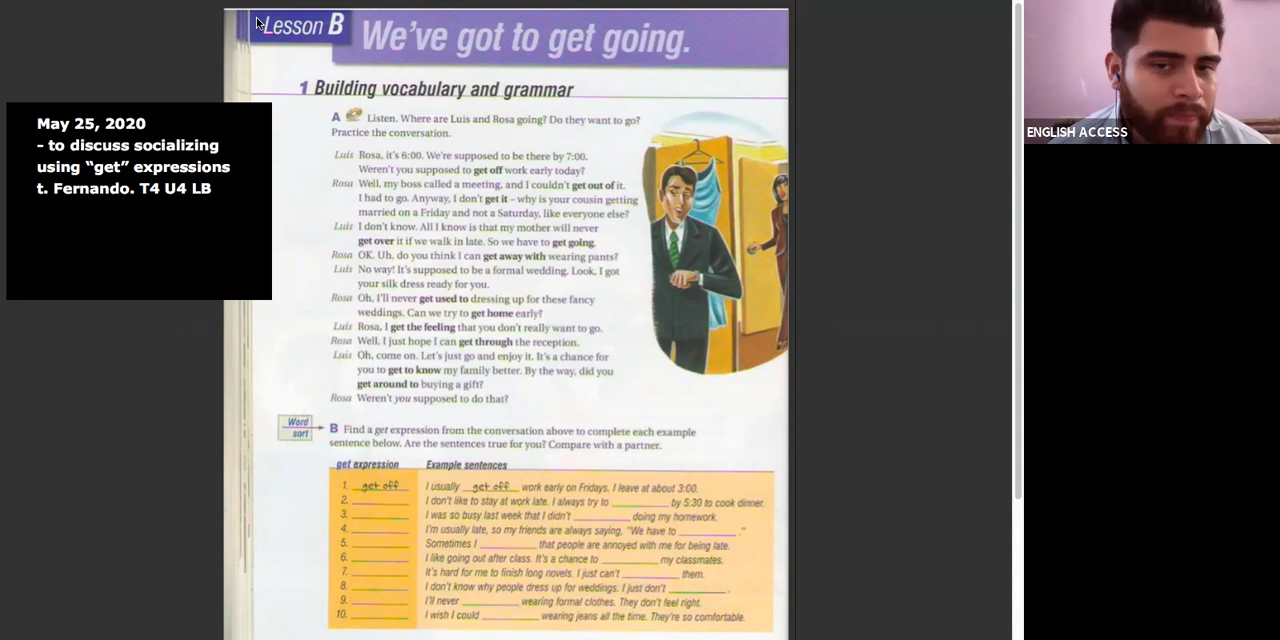 Lesson B
We've got to get going.
1 Building vocabulary and grammar
A Listen. Where are Luis and Rosa going? Do they want to go?
Practice the conversation.
Luis Rosa, it's 6:00. We're supposed to be there by 7:00.
Weren't you supposed to get off work early today?
Rosa Well, my boss called a meeting, and I couldn't get out of it.
I had to go. Anyway, I don't get it – why is your cousin getting
married on a Friday and not a Saturday, like everyone else?
Luis I don't know. All I know is that my mother will never
get over it if we walk in late. So we have to get going.
Rosa OK. Uh, do you think I can get away with wearing pants?
Luis No way! It's supposed to be a formal wedding. Look, I got
your silk dress ready for you.
Rosa Oh, I'll never get used to dressing up for these fancy
weddings. Can we try to get home early?
Luis Rosa, I get the feeling that you don't really want to go.
Rosa Well, I just hope I can get through the reception.
Luis Oh, come on. Let's just go and enjoy it. It's a chance for
you to get to know my family better. By the way, did you
get around to buying a gift?
Rosa Weren't you supposed to do that?
Word
sort
B Find a get expression from the conversation above to complete each example
sentence below. Are the sentences true for you? Compare with a partner.
get expression Example sentences
1. get off I usually get off work early on Fridays. I leave at about 3:00.
2. I don't like to stay at work late. I always try to ________ by 5:30 to cook dinner.
3. I was so busy last week that I didn't ________ doing my homework.
4. I'm usually late, so my friends are always saying, "We have to ________ ."
5. Sometimes I ________ that people are annoyed with me for being late.
6. I like going out after class. It's a chance to ________ my classmates.
7. It's hard for me to finish long novels. I just can't ________ them.
8. I don't know why people dress up for weddings. I just don't ________ .
9. I'll never ________ wearing formal clothes. They don't feel right.
10. I wish I could ________ wearing jeans all the time. They're so comfortable.
May 25, 2020
- to discuss socializing
using “get” expressions
t. Fernando. T4 U4 LB
ENGLISH ACCESS